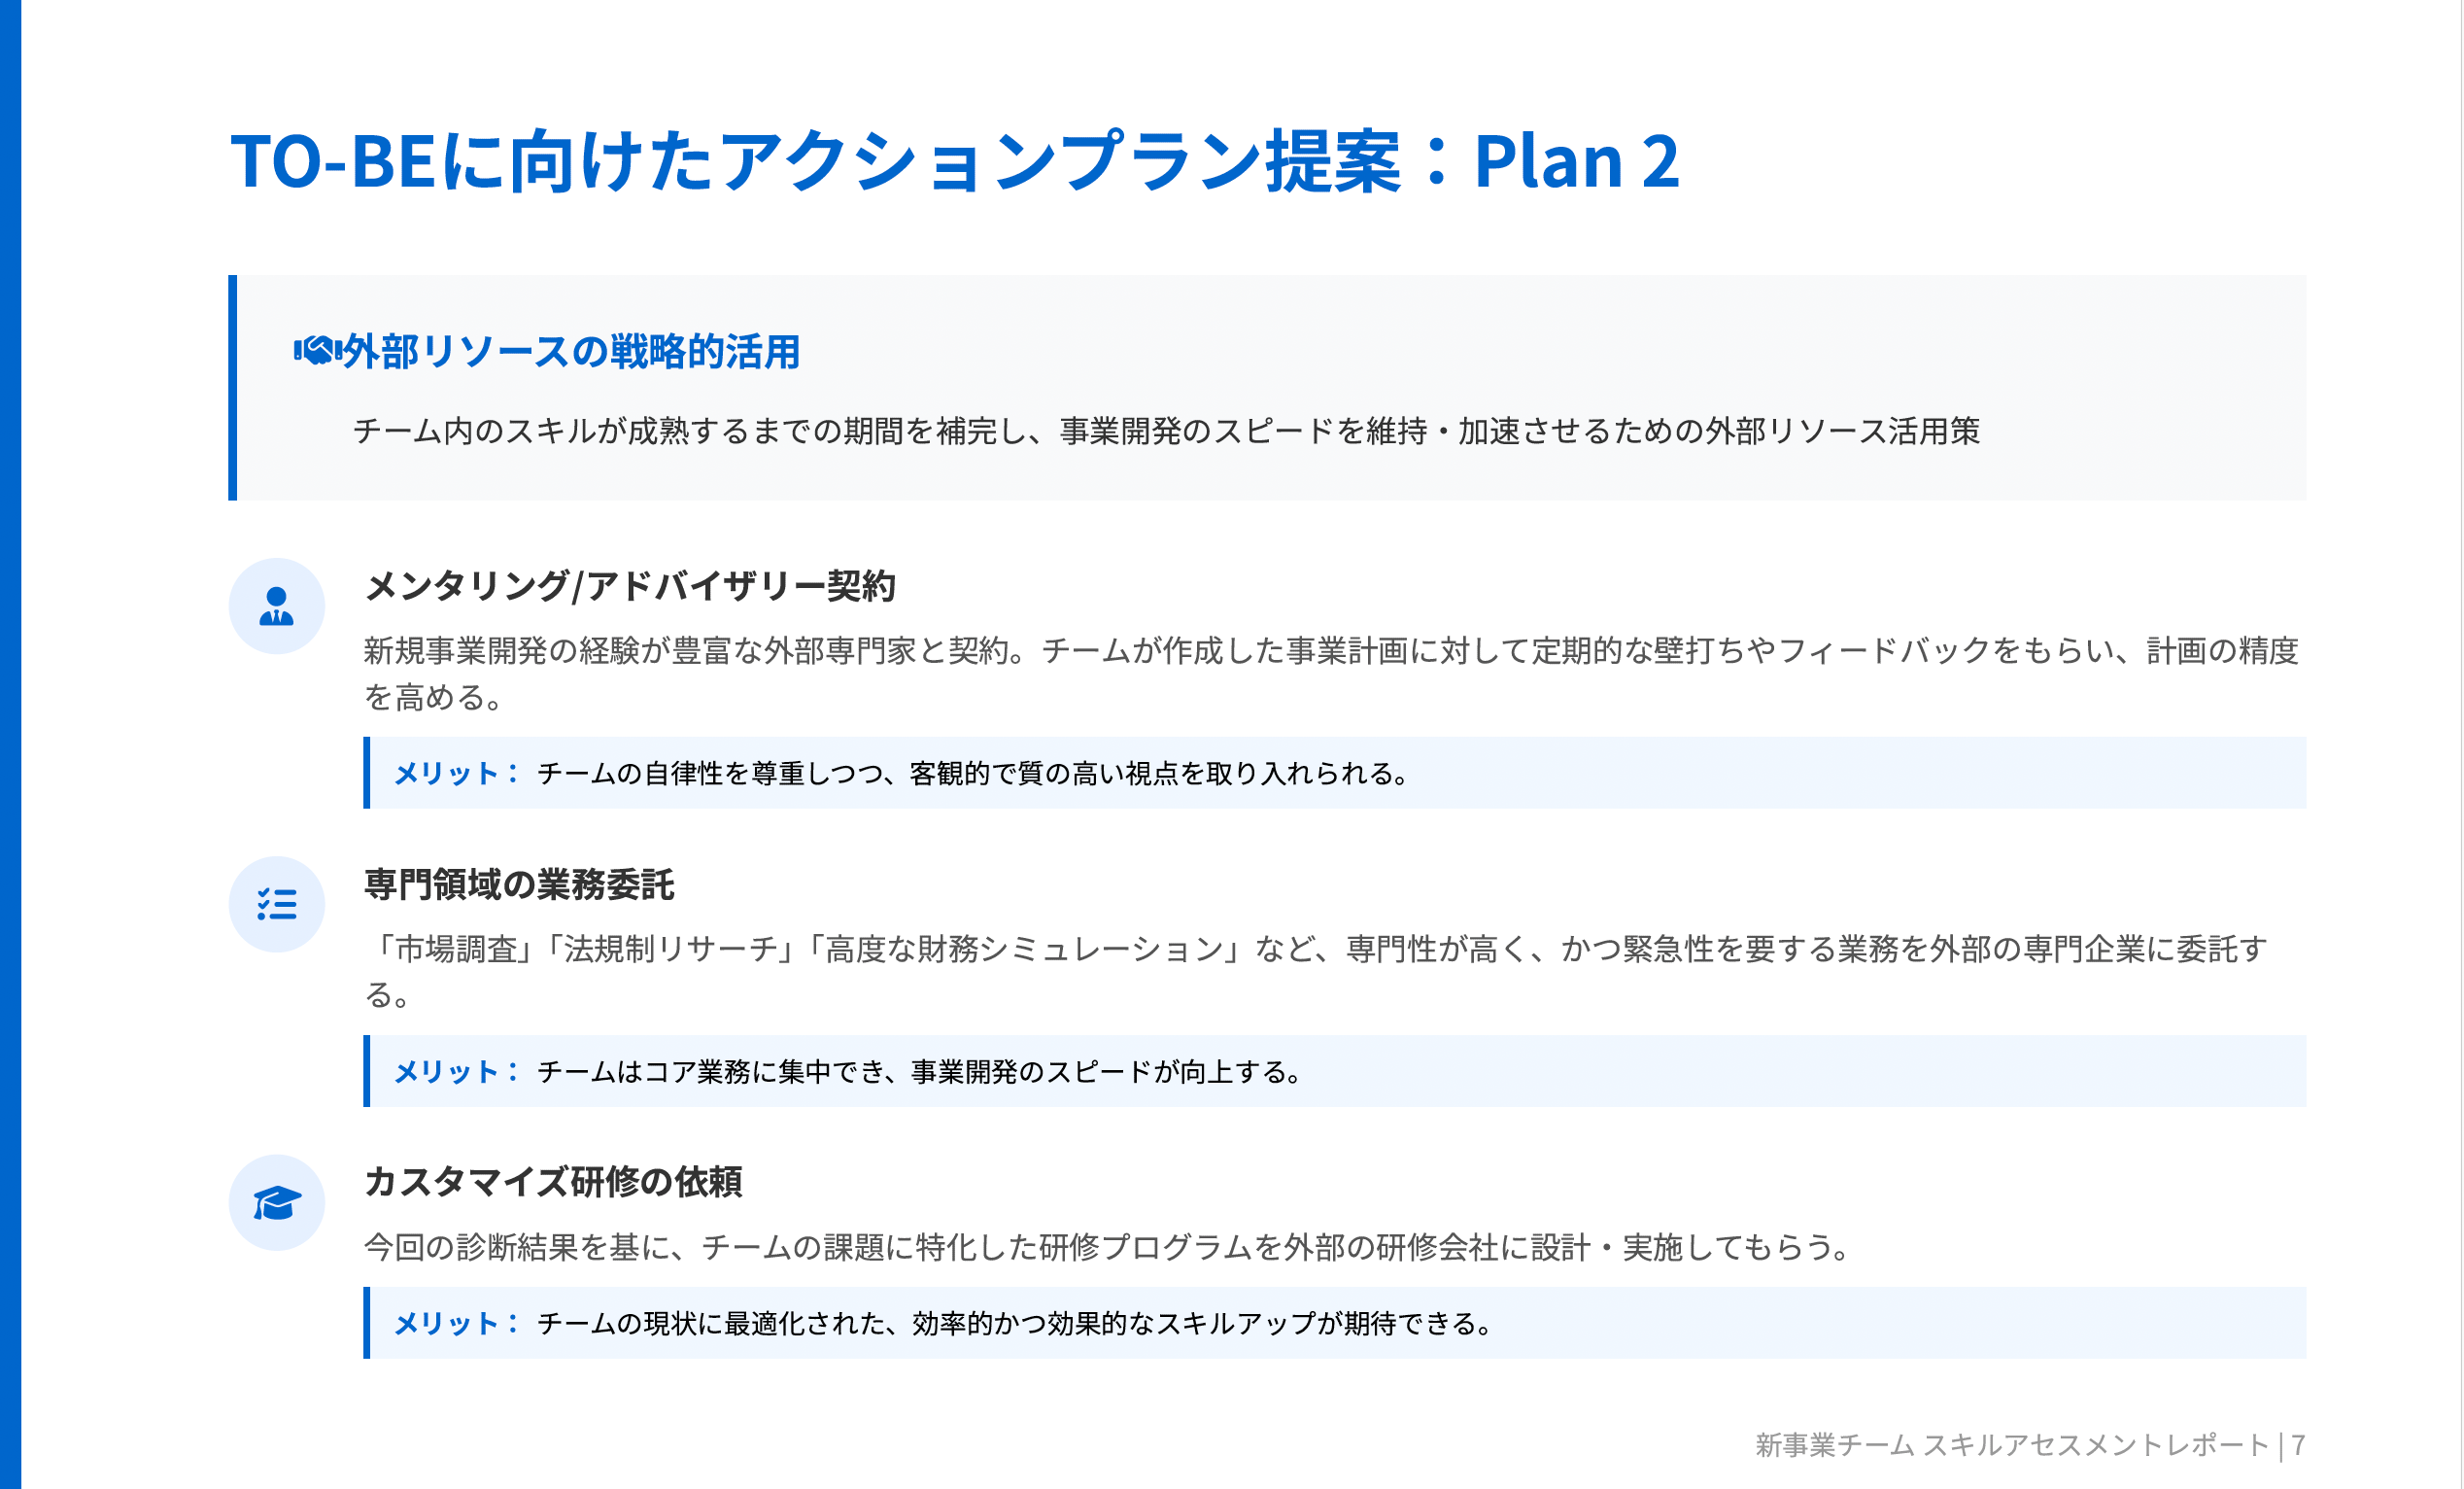 TO-BEに向けたアクションプラン提案：Plan 2
外部リソースの戦略的活用
チーム内のスキルが成熟するまでの期間を補完し、事業開発のスピードを維持・加速させるための外部リソース活用策
メンタリング/アドバイザリー契約
新規事業開発の経験が豊富な外部専門家と契約。チームが作成した事業計画に対して定期的な壁打ちやフィードバックをもらい、計画の精度
を高める。
メリット： チームの自律性を尊重しつつ、客観的で質の高い視点を取り入れられる。
専門領域の業務委託
「市場調査」「法規制リサーチ」「高度な財務シミュレーション」など、専門性が高く、かつ緊急性を要する業務を外部の専門企業に委託す
る。
メリット： チームはコア業務に集中でき、事業開発のスピードが向上する。
カスタマイズ研修の依頼
今回の診断結果を基に、チームの課題に特化した研修プログラムを外部の研修会社に設計・実施してもらう。
メリット： チームの現状に最適化された、効率的かつ効果的なスキルアップが期待できる。
新事業チーム スキルアセスメントレポート | 7